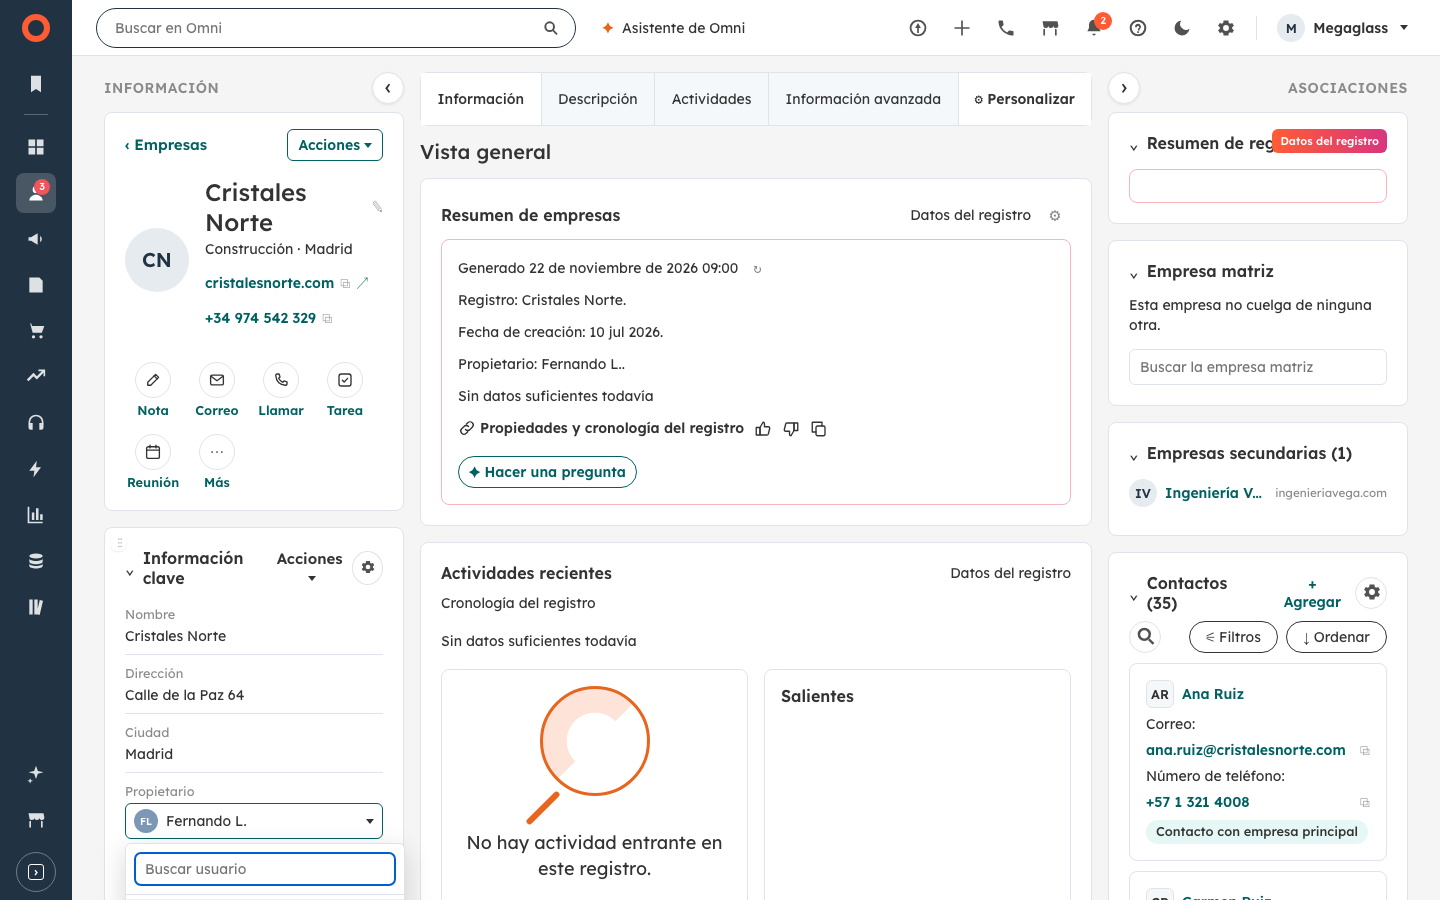 Buscar en Omni
Asistente de Omni
2
M Megaglass
3
INFORMACIÓN
‹ Empresas
Acciones
CN
Cristales
Norte
Construcción · Madrid
cristalesnorte.com
+34 974 542 329
Nota
Correo
Llamar
Tarea
Reunión
Más
Información
clave
Acciones
Nombre
Cristales Norte
Dirección
Calle de la Paz 64
Ciudad
Madrid
Propietario
FL Fernando L.
Buscar usuario
Información
Descripción
Actividades
Información avanzada
Personalizar
Vista general
Resumen de empresas
Datos del registro
Generado 22 de noviembre de 2026 09:00
Registro: Cristales Norte.
Fecha de creación: 10 jul 2026.
Propietario: Fernando L..
Sin datos suficientes todavía
Propiedades y cronología del registro
Hacer una pregunta
Actividades recientes
Datos del registro
Cronología del registro
Sin datos suficientes todavía
No hay actividad entrante en
este registro.
Salientes
ASOCIACIONES
Resumen de reg
Datos del registro
Empresa matriz
Esta empresa no cuelga de ninguna
otra.
Buscar la empresa matriz
Empresas secundarias (1)
IV Ingeniería V... ingenieriavega.com
Contactos
(35)
+
Agregar
Filtros
Ordenar
AR Ana Ruiz
Correo:
ana.ruiz@cristalesnorte.com
Número de teléfono:
+57 1 321 4008
Contacto con empresa principal